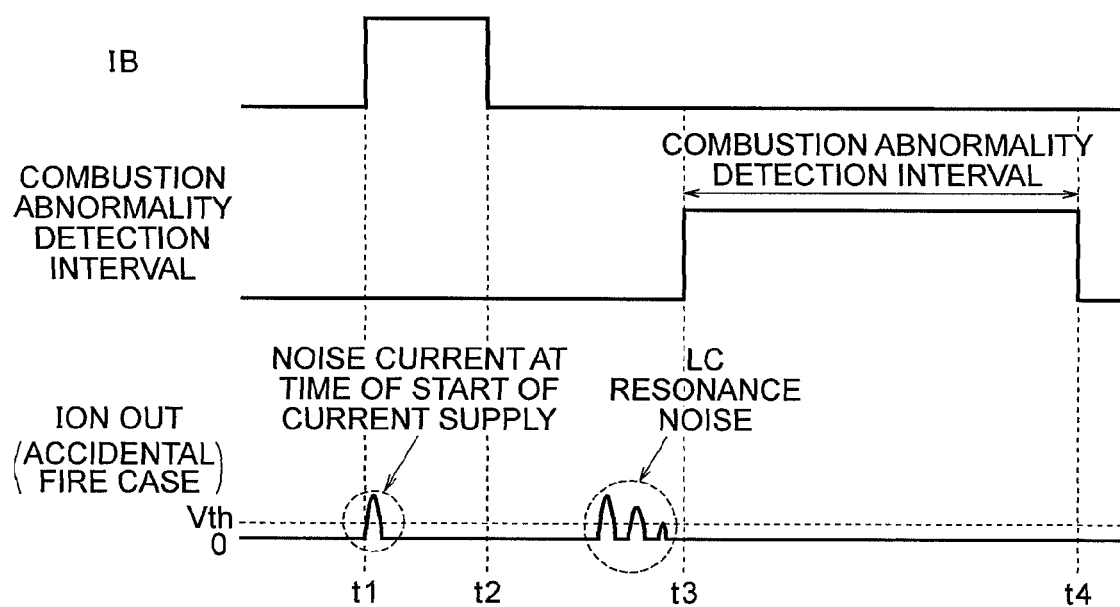 IB
COMBUSTION ABNORMALITY
DETECTION INTERVAL
COMBUSTION
ABNORMALITY
DETECTION
INTERVAL
NOISE CURRENT AT
TIME OF START OF
CURRENT SUPPLY
LC
RESONANCE
NOISE
ION OUT
(ACCIDENTAL
FIRE CASE)
Vth
0
t1
t2
t3
t4